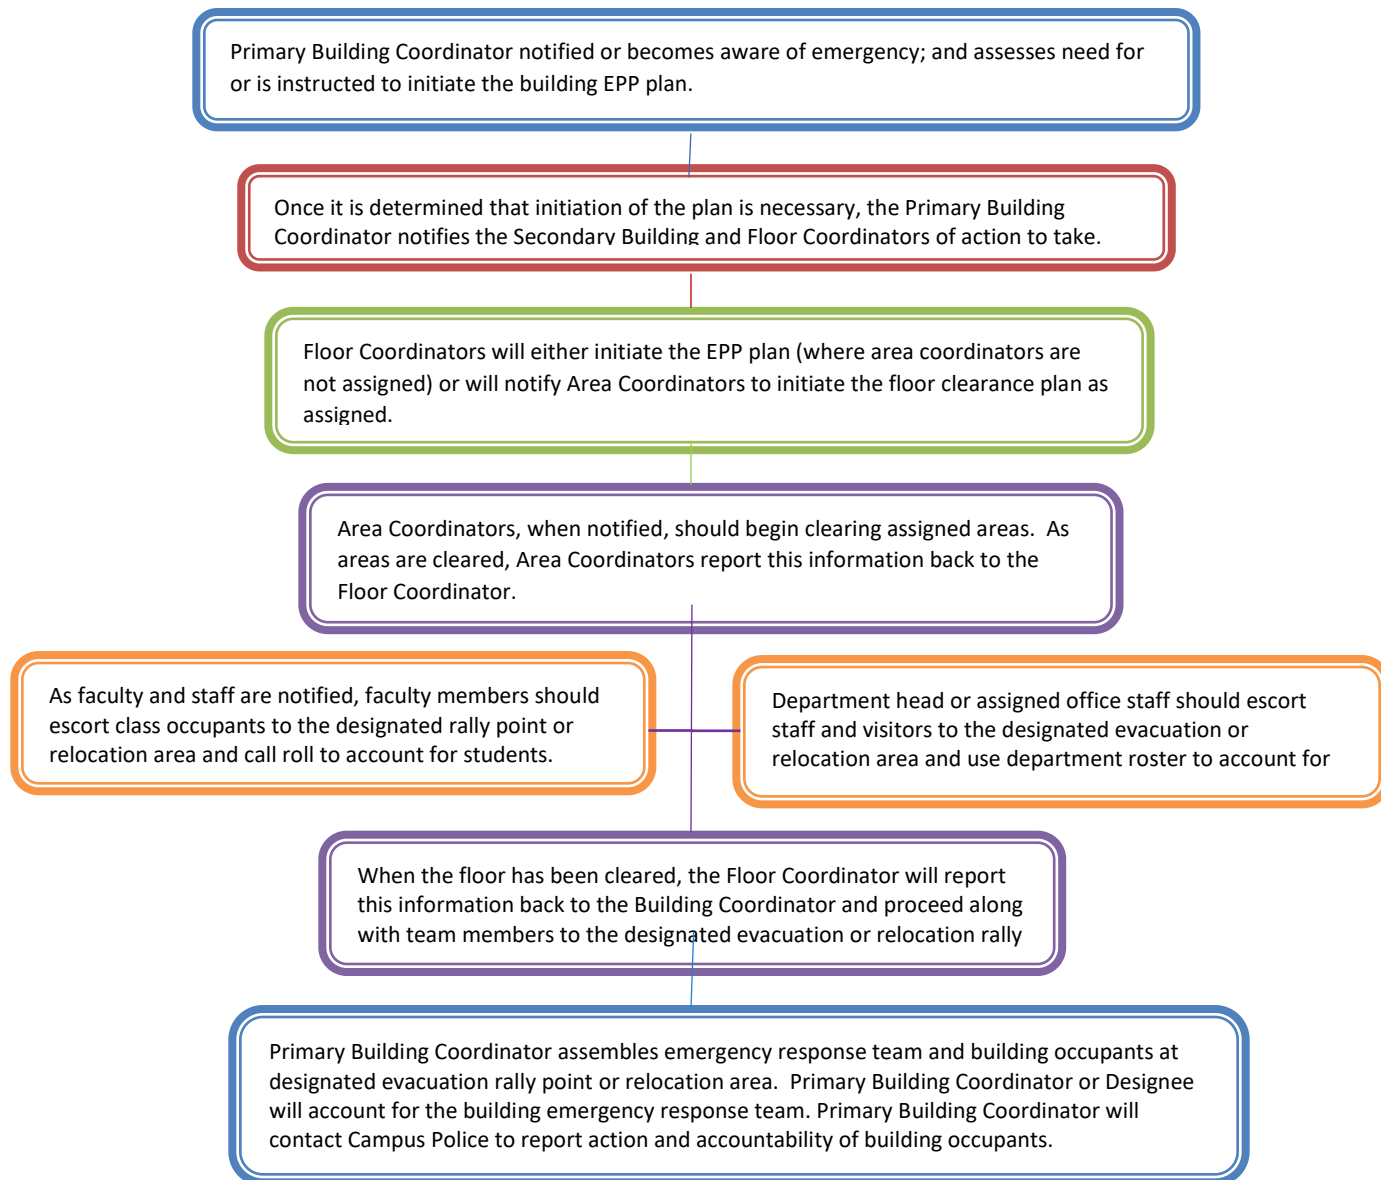 Primary Building Coordinator notified or becomes aware of emergency; and assesses need for
or is instructed to initiate the building EPP plan.
Once it is determined that initiation of the plan is necessary, the Primary Building
Coordinator notifies the Secondary Building and Floor Coordinators of action to take.
Floor Coordinators will either initiate the EPP plan (where area coordinators are
not assigned) or will notify Area Coordinators to initiate the floor clearance plan as
assigned.
Area Coordinators, when notified, should begin clearing assigned areas.  As
areas are cleared, Area Coordinators report this information back to the
Floor Coordinator.
As faculty and staff are notified, faculty members should
escort class occupants to the designated rally point or
relocation area and call roll to account for students.
Department head or assigned office staff should escort
staff and visitors to the designated evacuation or
relocation area and use department roster to account for
When the floor has been cleared, the Floor Coordinator will report
this information back to the Building Coordinator and proceed along
with team members to the designated evacuation or relocation rally
Primary Building Coordinator assembles emergency response team and building occupants at
designated evacuation rally point or relocation area.  Primary Building Coordinator or Designee
will account for the building emergency response team. Primary Building Coordinator will
contact Campus Police to report action and accountability of building occupants.